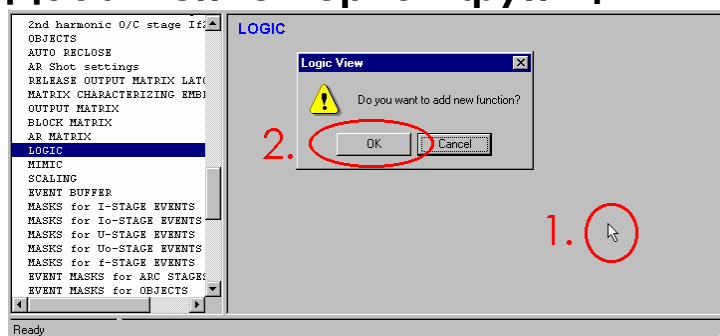 2nd harmonic O/C stage If2
OBJECTS
AUTO RECLOSE
AR Shot settings
RELEASE OUTPUT MATRIX LATC
MATRIX CHARACTERIZING EMBE
OUTPUT MATRIX
BLOCK MATRIX
AR MATRIX
LOGIC
MIMIC
SCALING
EVENT BUFFER
MASKS for I-STAGE EVENTS
MASKS for Io-STAGE EVENTS
MASKS for U-STAGE EVENTS
MASKS for Uo-STAGE EVENTS
MASKS for f-STAGE EVENTS
EVENT MASKS for ARC STAGES
EVENT MASKS for OBJECTS
LOGIC
Logic View
Do you want to add new function?
2.
OK
Cancel
1.
Ready